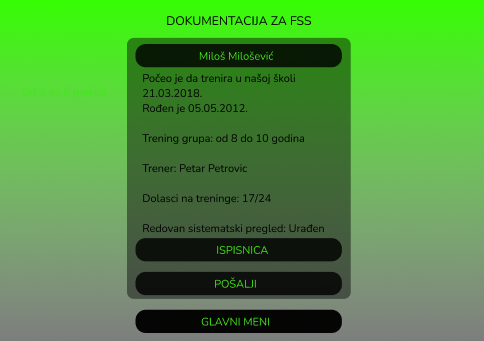 DOKUMENTACIJA ZA FSS
Miloš Milošević
Počeo je da trenira u našoj školi
21.03.2018.
Rođen je 05.05.2012.
Trening grupa: od 8 do 10 godina
Trener: Petar Petrovic
Dolasci na treninge: 17/24
Redovan sistematski pregled: Urađen
ISPISNICA
POŠALJI
GLAVNI MENI